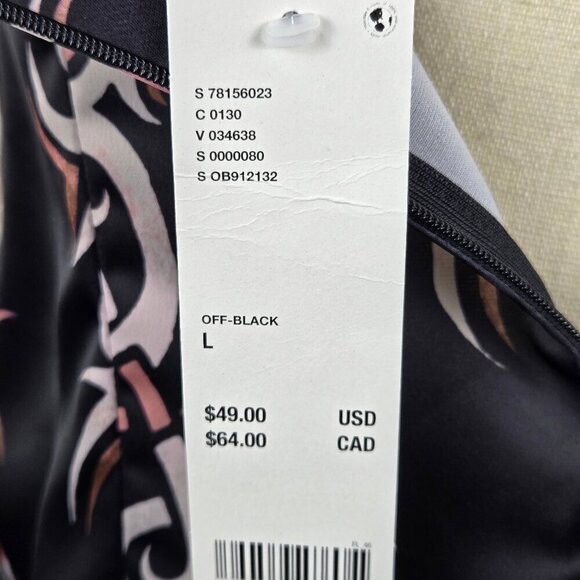 S 78156023
C 0130
V 034638
S 0000080
S OB912132
OFF-BLACK
L
$49.00 USD
$64.00 CAD